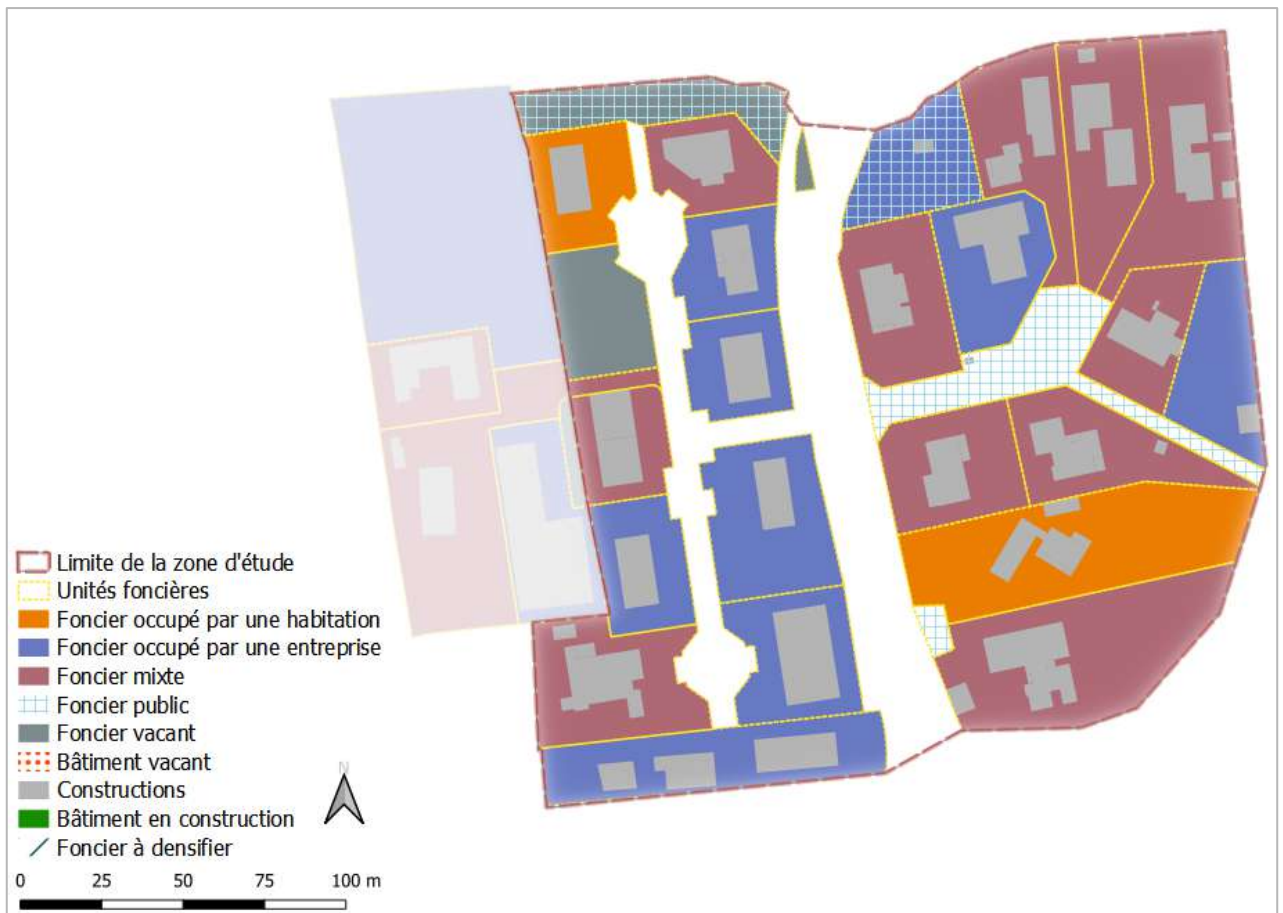 Limite de la zone d'étude
Unités foncières
Foncier occupé par une habitation
Foncier occupé par une entreprise
Foncier mixte
Foncier public
Foncier vacant
Bâtiment vacant
Constructions
Bâtiment en construction
Foncier à densifier
N
0 25 50 75 100 m